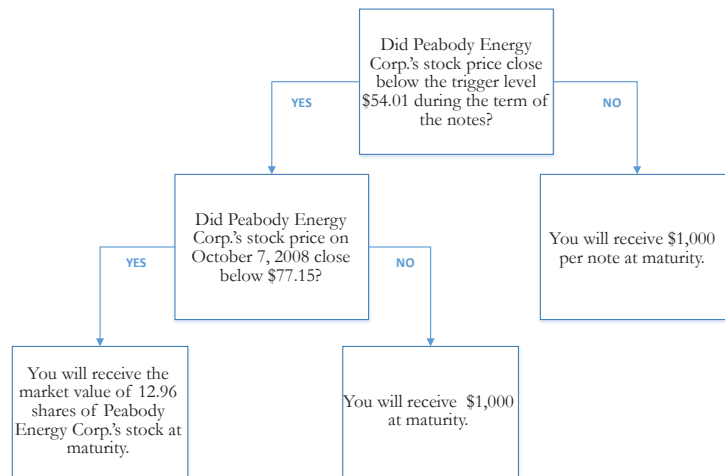 Did Peabody Energy
Corp.'s stock price close
below the trigger level
$54.01 during the term of
the notes?
YES
NO
Did Peabody Energy
Corp.'s stock price on
October 7, 2008 close
below $77.15?
You will receive $1,000
per note at maturity.
YES
NO
You will receive the
market value of 12.96
shares of Peabody
Energy Corp.'s stock at
maturity.
You will receive $1,000
at maturity.